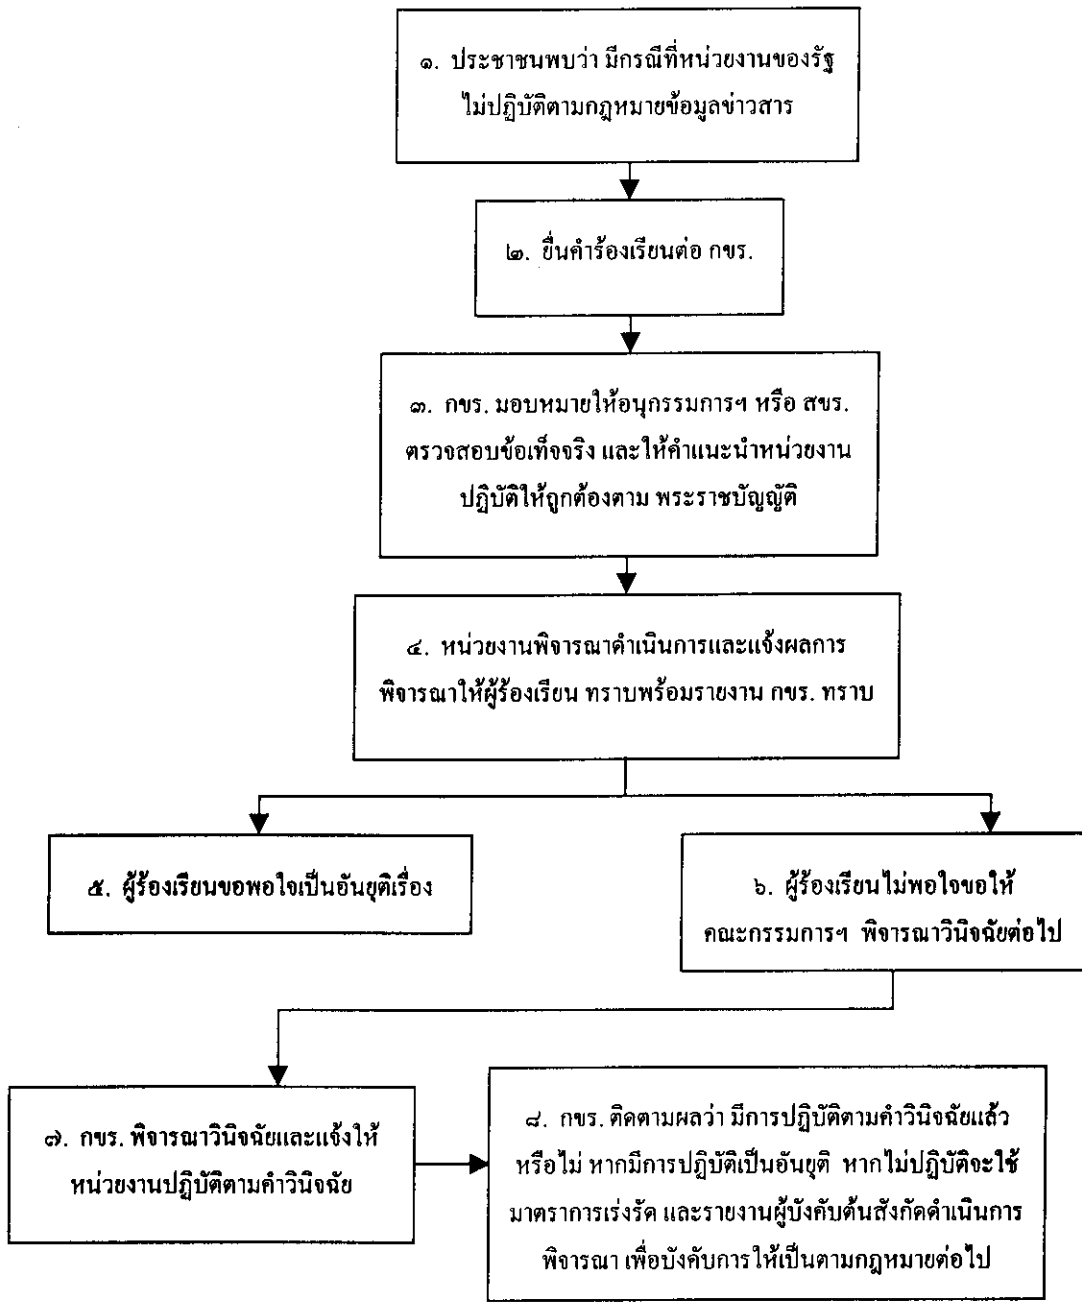 ๑. ประชาชนพบว่า มีกรณีที่หน่วยงานของรัฐ
ไม่ปฏิบัติตามกฎหมายข้อมูลข่าวสาร
๒. ยื่นคำร้องเรียนต่อ กขร.
๓. กขร. มอบหมายให้อนุกรรมการฯ หรือ สขร.
ตรวจสอบข้อเท็จจริง และให้คำแนะนำหน่วยงาน
ปฏิบัติให้ถูกต้องตาม พระราชบัญญัติ
๔. หน่วยงานพิจารณาดำเนินการและแจ้งผลการ
พิจารณาให้ผู้ร้องเรียน ทราบพร้อมรายงาน กขร. ทราบ
๕. ผู้ร้องเรียนขอพอใจเป็นอันยุติเรื่อง
๖. ผู้ร้องเรียนไม่พอใจขอให้
คณะกรรมการฯ พิจารณาวินิจฉัยต่อไป
๗. กขร. พิจารณาวินิจฉัยและแจ้งให้
หน่วยงานปฏิบัติตามคำวินิจฉัย
๘. กขร. ติดตามผลว่า มีการปฏิบัติตามคำวินิจฉัยแล้ว
หรือไม่ หากมีการปฏิบัติเป็นอันยุติ หากไม่ปฏิบัติจะใช้
มาตราการเร่งรัด และรายงานผู้บังคับต้นสังกัดดำเนินการ
พิจารณา เพื่อบังคับการให้เป็นตามกฎหมายต่อไป